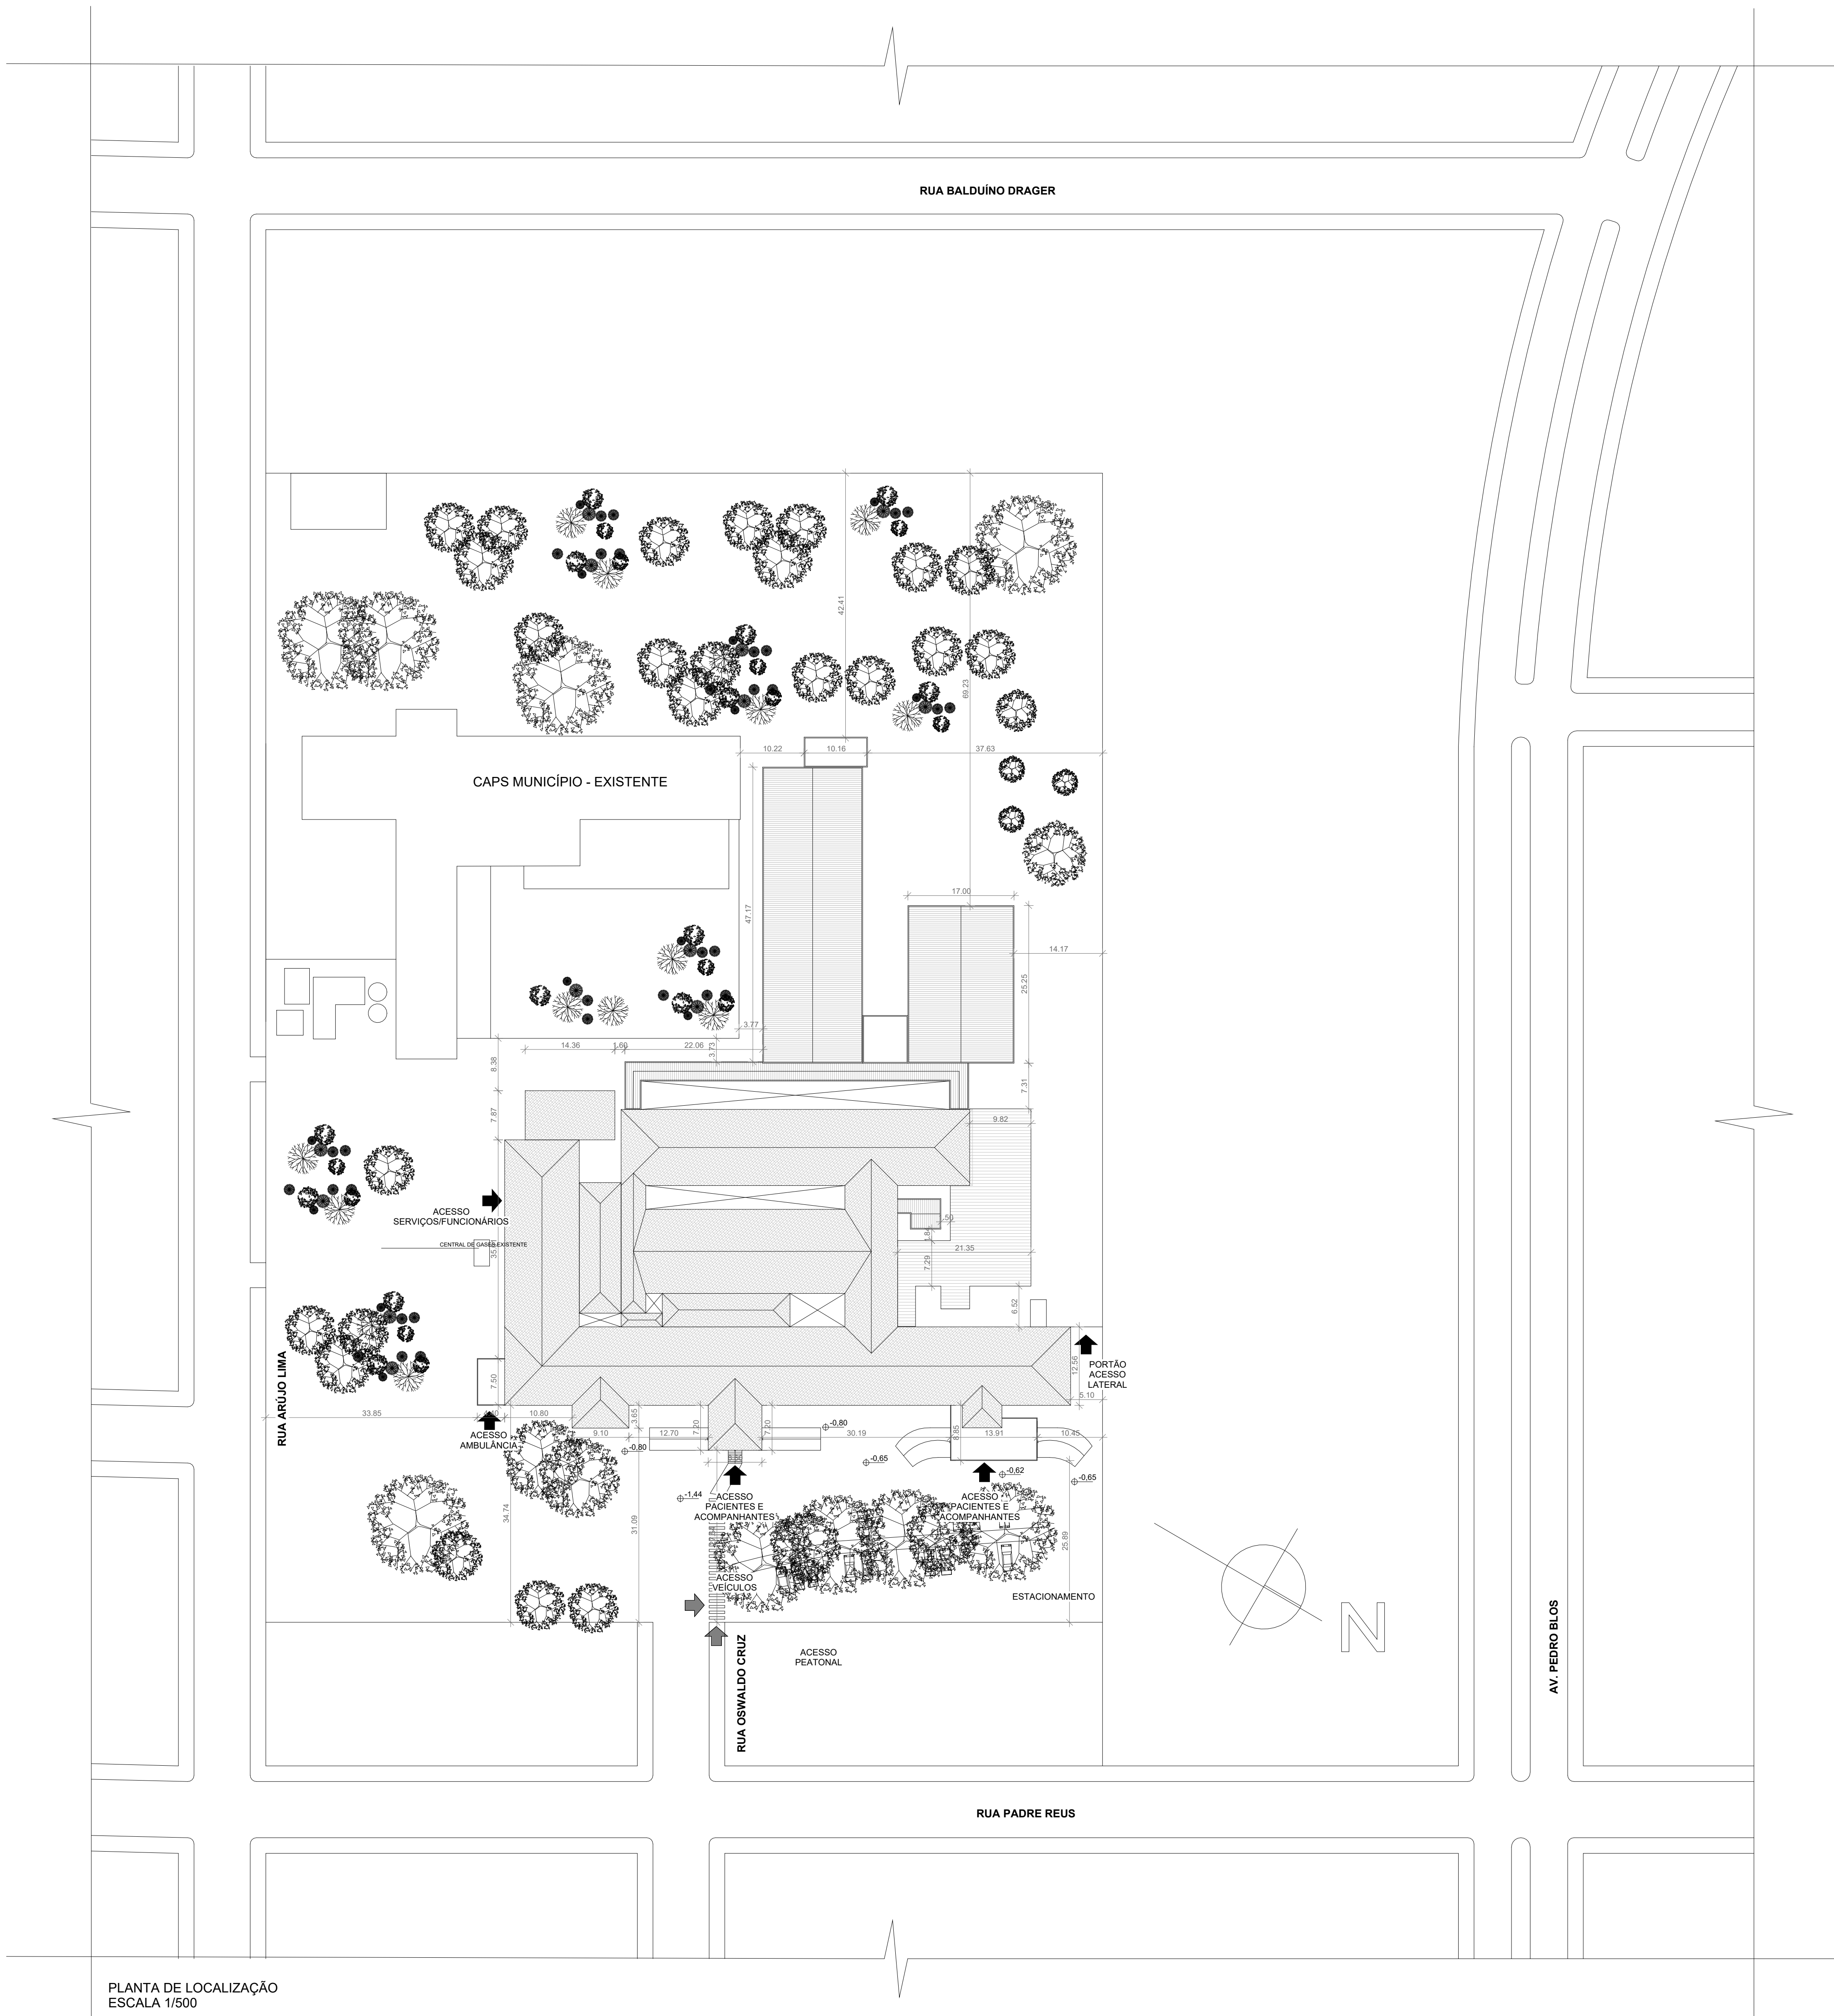 RUA BALDUÍNO DRAGER
42.41
69.23
10.22
10.16
37.63
CAPS MUNICÍPIO - EXISTENTE
17.00
47.17
14.17
25.25
3.77
14.36
1.60
22.06
3.73
8.38
7.31
7.87
9.82
ACESSO
SERVIÇOS/FUNCIONÁRIOS
CENTRAL DE GASES EXISTENTE
.50
21.35
7.29
6.52
RUA ARÚJO LIMA
7.50
12.56
PORTÃO
ACESSO
LATERAL
5.10
33.85
10.80
3.65
ACESSO
AMBULÂNCIA
9.10
12.70
7.20
7.20
-0,80
30.19
6.85
13.91
10.45
-0,80
-0,65
-0,62
-0,65
-1,44
ACESSO
PACIENTES E
ACOMPANHANTES
ACESSO
PACIENTES E
ACOMPANHANTES
34.74
31.09
25.89
ACESSO
VEÍCULOS
ESTACIONAMENTO
N
RUA OSWALDO CRUZ
ACESSO
PEATONAL
AV. PEDRO BLOS
RUA PADRE REUS
PLANTA DE LOCALIZAÇÃO
ESCALA 1/500